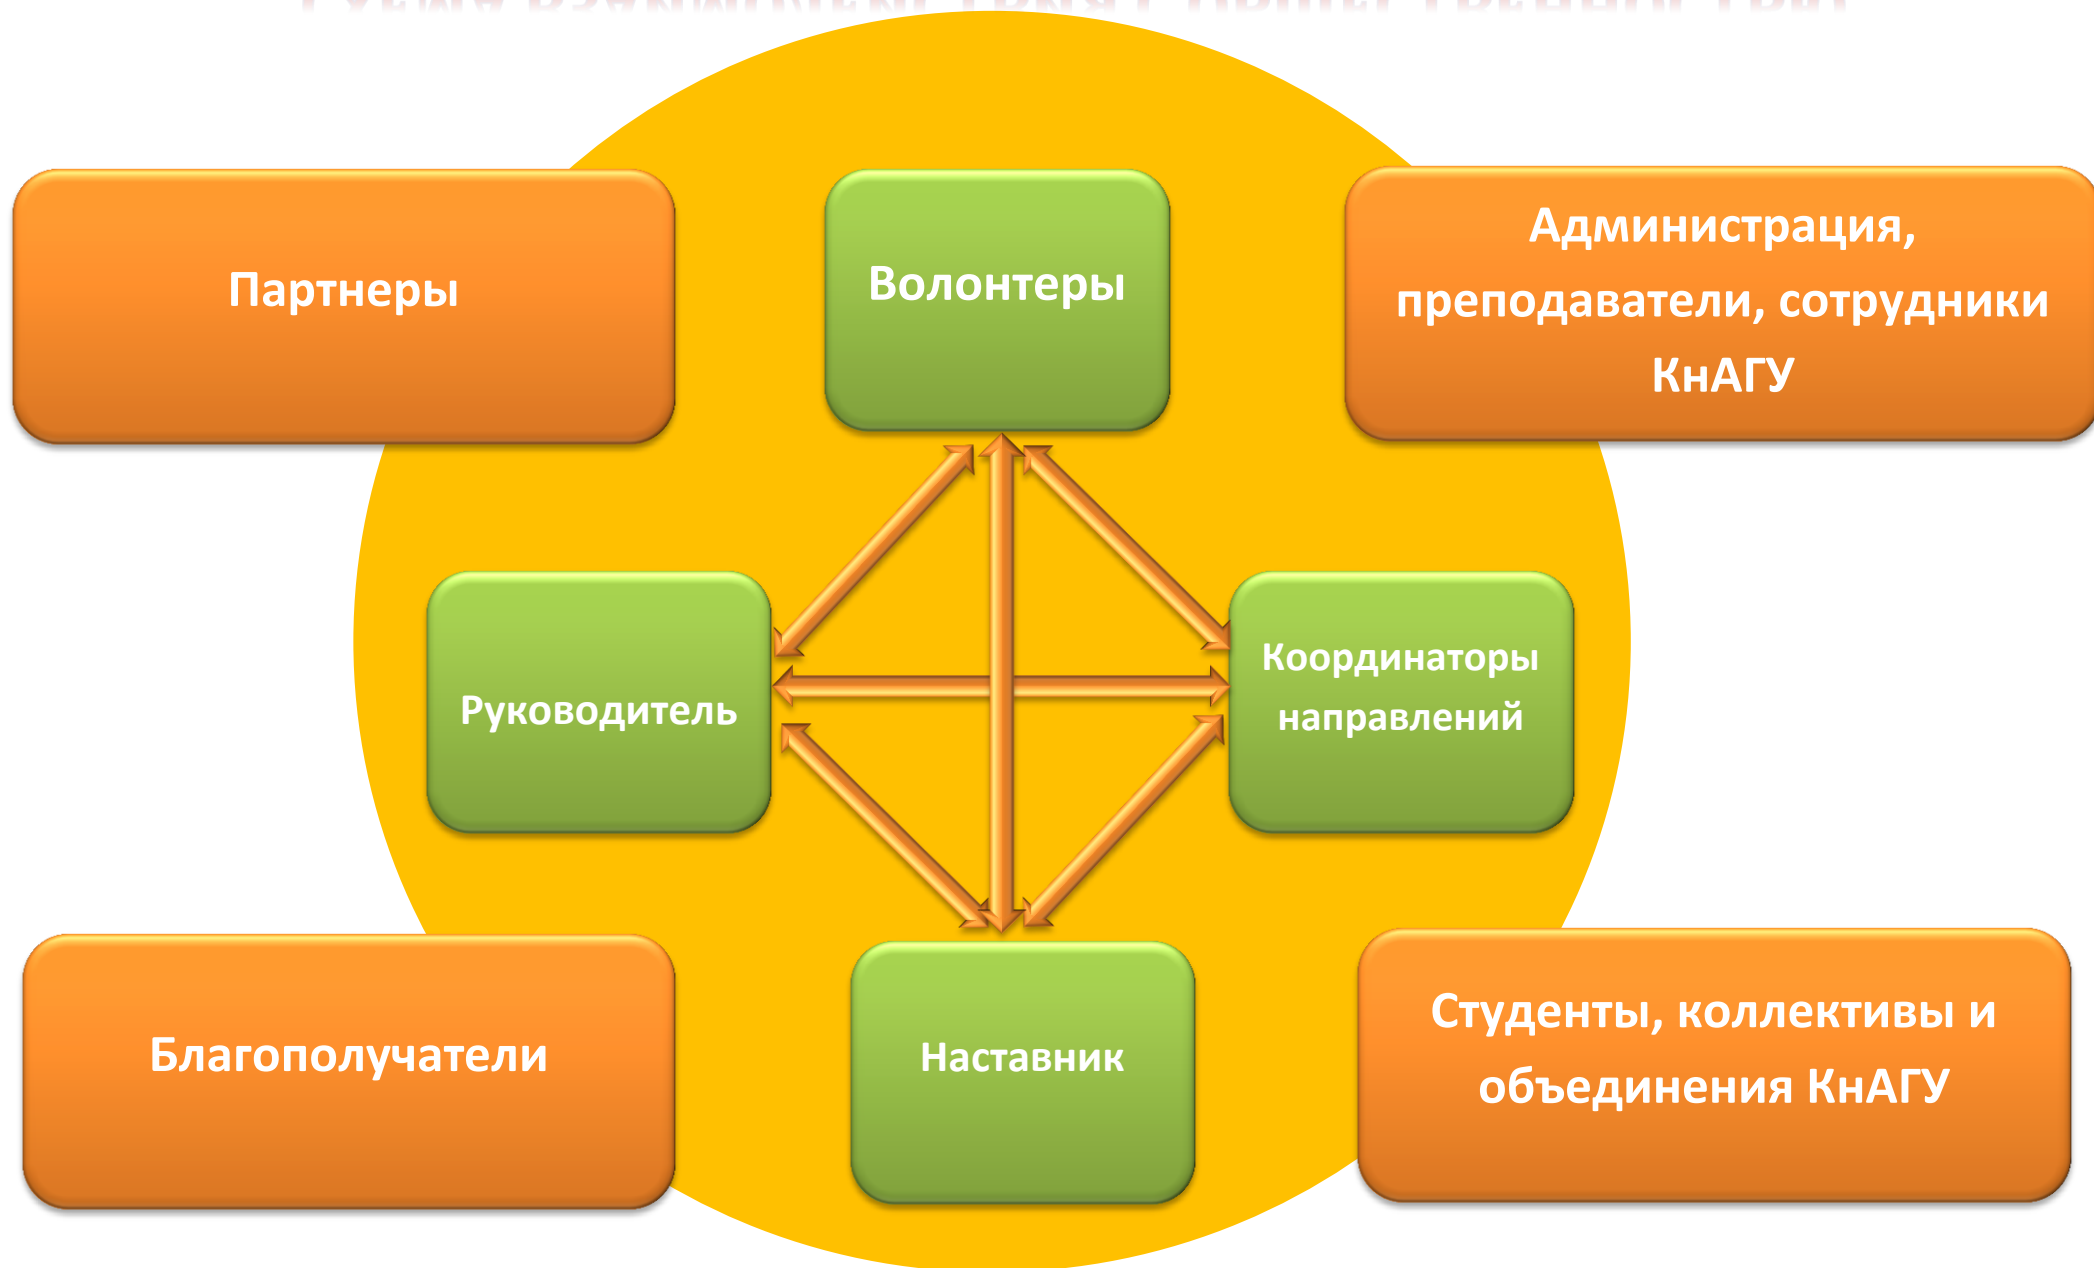 Партнеры
Волонтеры
Администрация,
преподаватели, сотрудники
КнАГУ
Руководитель
Координаторы
направлений
Благополучатели
Наставник
Студенты, коллективы и
объединения КнАГУ